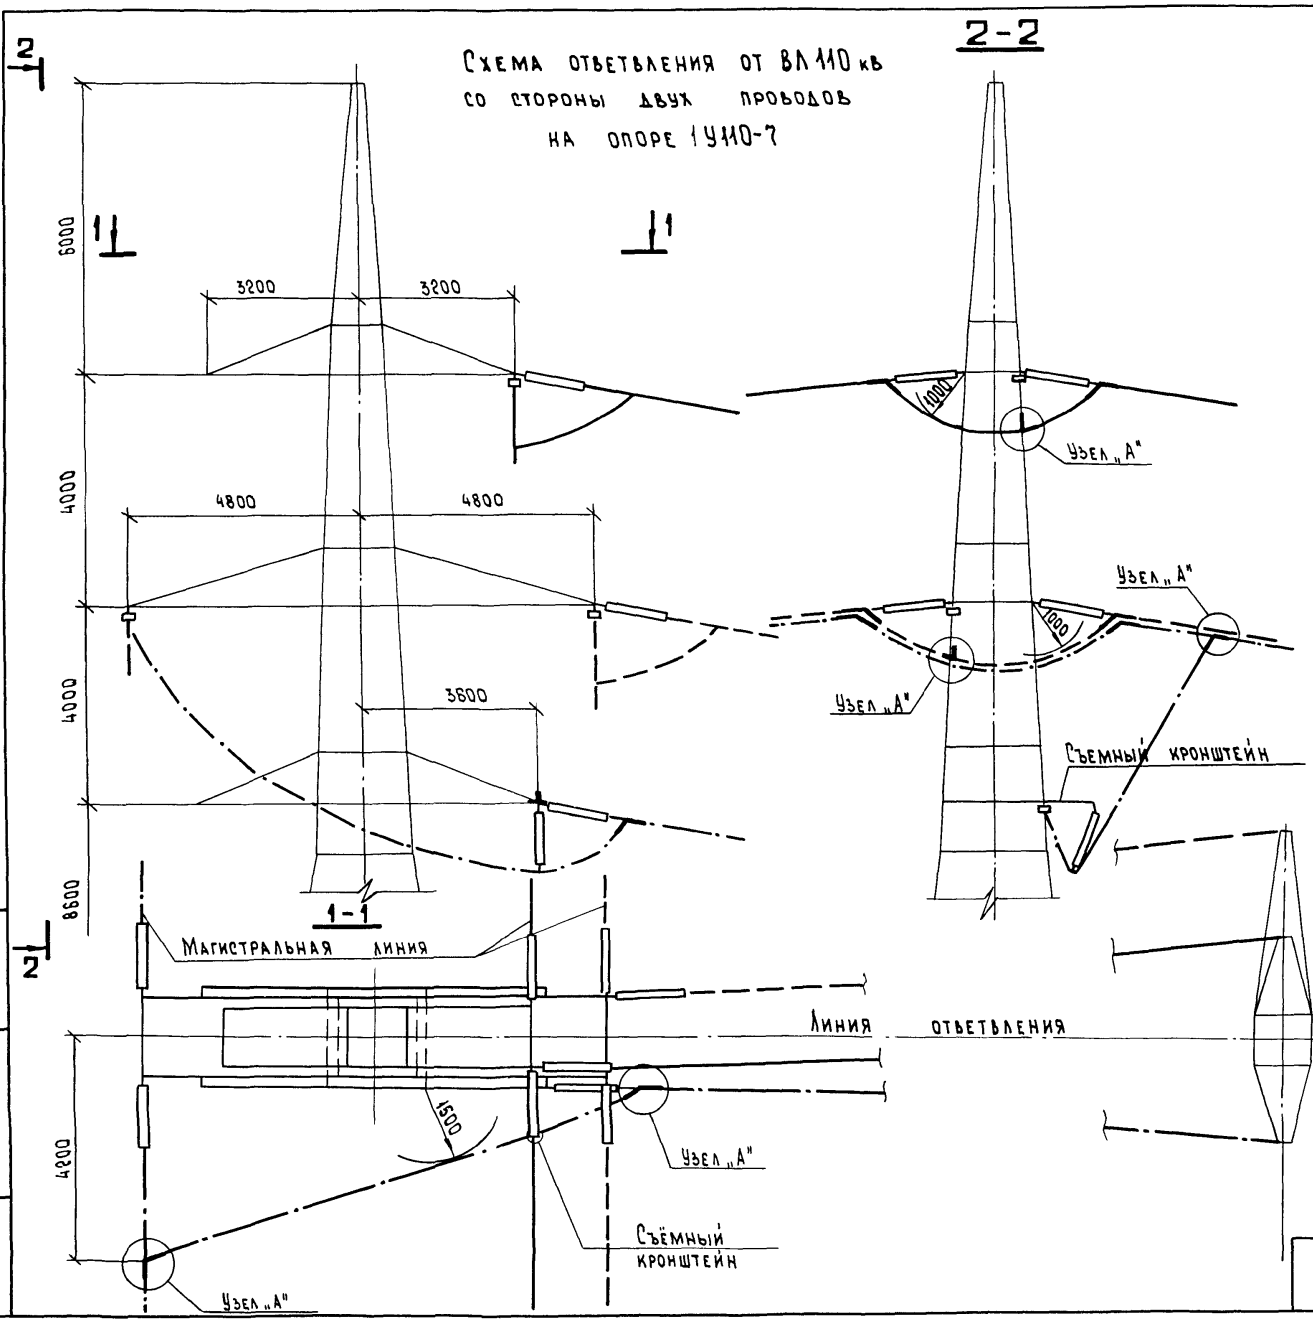 2
2-2
Схема ответвления от ВЛ 110 кв
со стороны двух проводов
на опоре 1У110-7
1
1
6000
3200
3200
1000
Узел „А"
4000
4800
4800
Узел „А"
1000
Узел „А"
4000
3600
Съемный кронштейн
8600
1-1
2
Магистральная линия
Линия ответвления
1500
4200
Узел „А"
Съёмный
кронштейн
Узел „А"